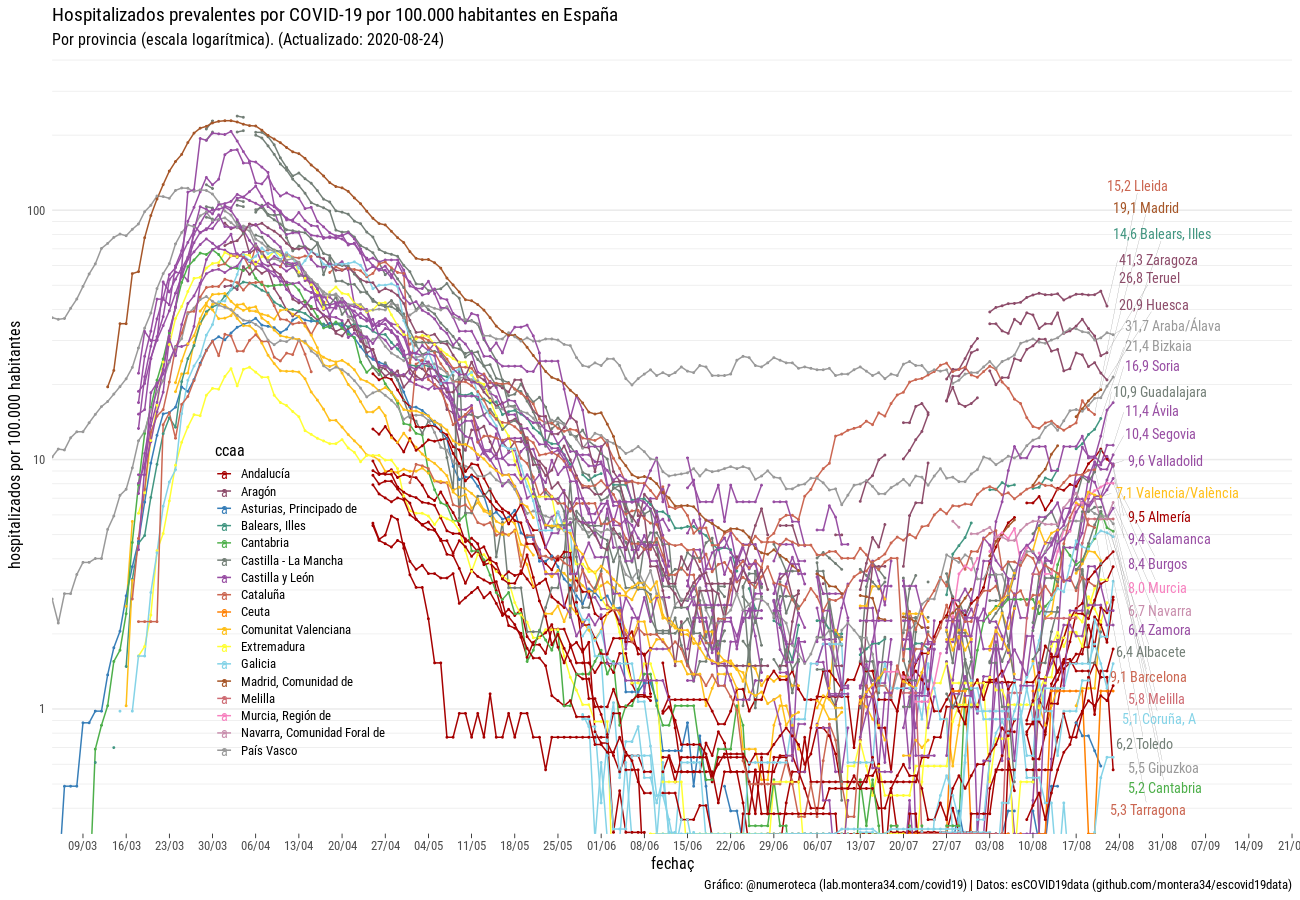 Hospitalizados prevalentes por COVID-19 por 100.000 habitantes en España
Por provincia (escala logarítmica). (Actualizado: 2020-08-24)
hospitalizados por 100.000 habitantes
100
10
1
ccaa
Andalucía
Aragón
Asturias, Principado de
Balears, Illes
Cantabria
Castilla - La Mancha
Castilla y León
Cataluña
Ceuta
Comunitat Valenciana
Extremadura
Galicia
Madrid, Comunidad de
Melilla
Murcia, Región de
Navarra, Comunidad Foral de
País Vasco
15,2 Lleida
19,1 Madrid
14,6 Balears, Illes
41,3 Zaragoza
26,8 Teruel
20,9 Huesca
31,7 Araba/Álava
21,4 Bizkaia
16,9 Soria
10,9 Guadalajara
11,4 Ávila
10,4 Segovia
9,6 Valladolid
7,1 Valencia/València
9,5 Almería
9,4 Salamanca
8,4 Burgos
8,0 Murcia
6,7 Navarra
6,4 Zamora
6,4 Albacete
9,1 Barcelona
5,8 Melilla
5,1 Coruña, A
6,2 Toledo
5,5 Gipuzkoa
5,2 Cantabria
5,3 Tarragona
09/03 16/03 23/03 30/03 06/04 13/04 20/04 27/04 04/05 11/05 18/05 25/05 01/06 08/06 15/06 22/06 29/06 06/07 13/07 20/07 27/07 03/08 10/08 17/08 24/08 31/08 07/09 14/09
fechaç
Gráfico: @numeroteca (lab.montera34.com/covid19) | Datos: esCOVID19data (github.com/montera34/escovid19data)